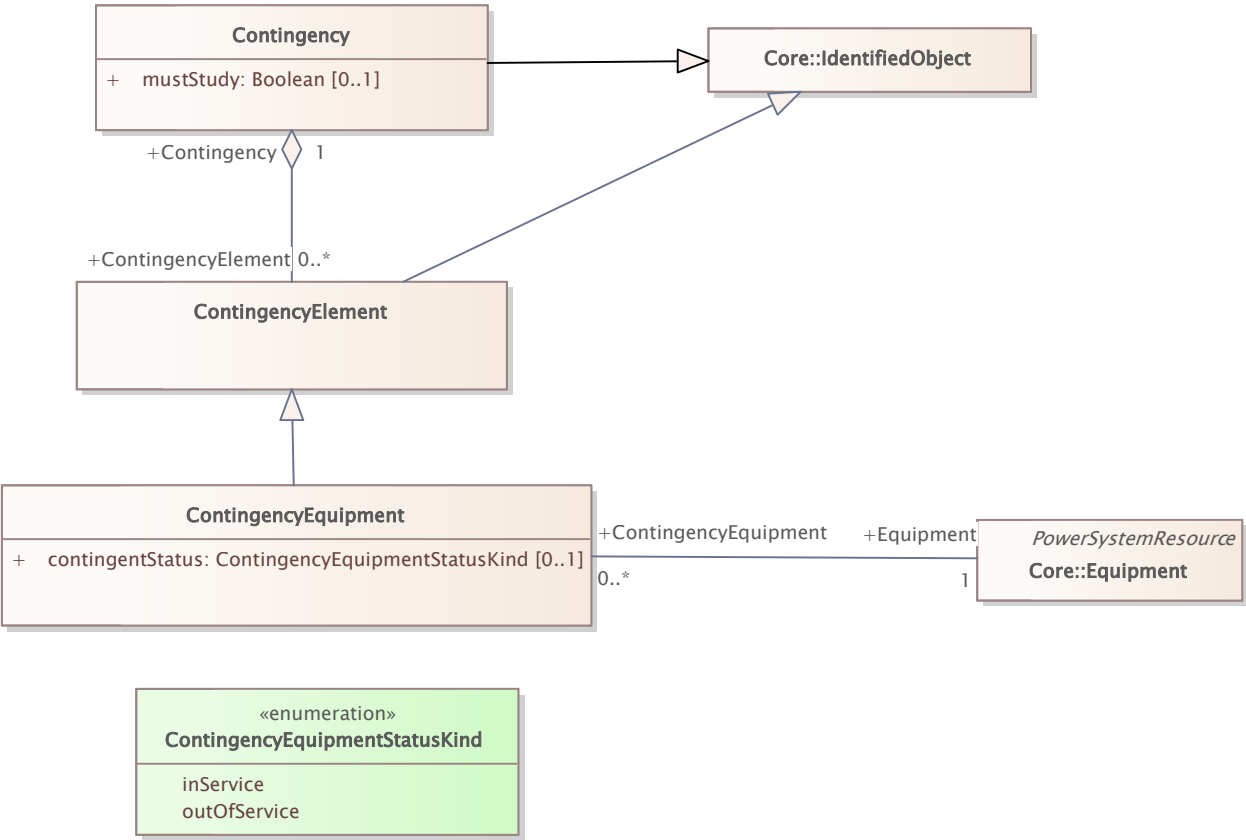 Contingency
+ mustStudy: Boolean [0..1]
Core::IdentifiedObject
+Contingency 1
+ContingencyElement 0..*
ContingencyElement
ContingencyEquipment
+ contingentStatus: ContingencyEquipmentStatusKind [0..1]
+ContingencyEquipment
0..*
+Equipment
1
PowerSystemResource
Core::Equipment
«enumeration»
ContingencyEquipmentStatusKind
inService
outOfService